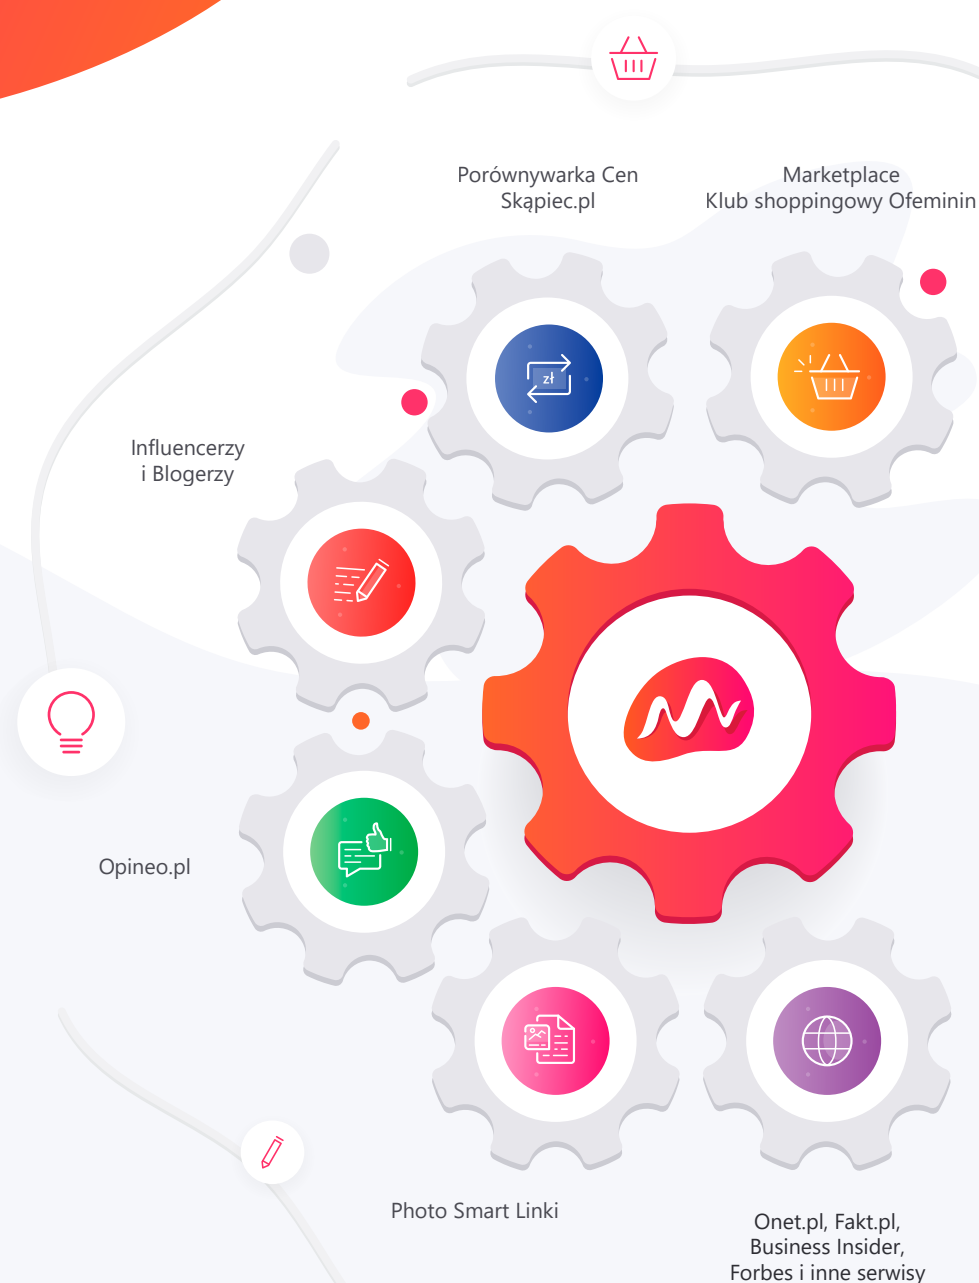 Porównywarka Cen
Skąpiec.pl
Marketplace
Klub shoppingowy Ofeminin
zł
Influencerzy
i Blogerzy
Opineo.pl
Photo Smart Linki
Onet.pl, Fakt.pl,
Business Insider,
Forbes i inne serwisy